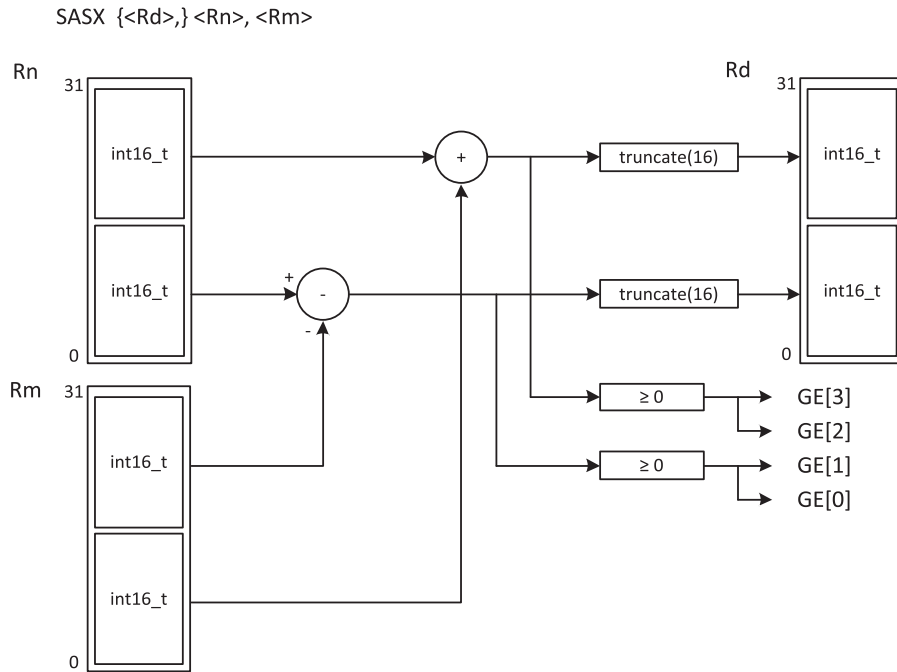 SASX {<Rd>,} <Rn>, <Rm>
Rn
31
int16_t
int16_t
0
+
-
+
-
truncate(16)
truncate(16)
Rd
31
int16_t
int16_t
0
Rm
31
int16_t
int16_t
0
≥ 0
GE[3]
GE[2]
≥ 0
GE[1]
GE[0]